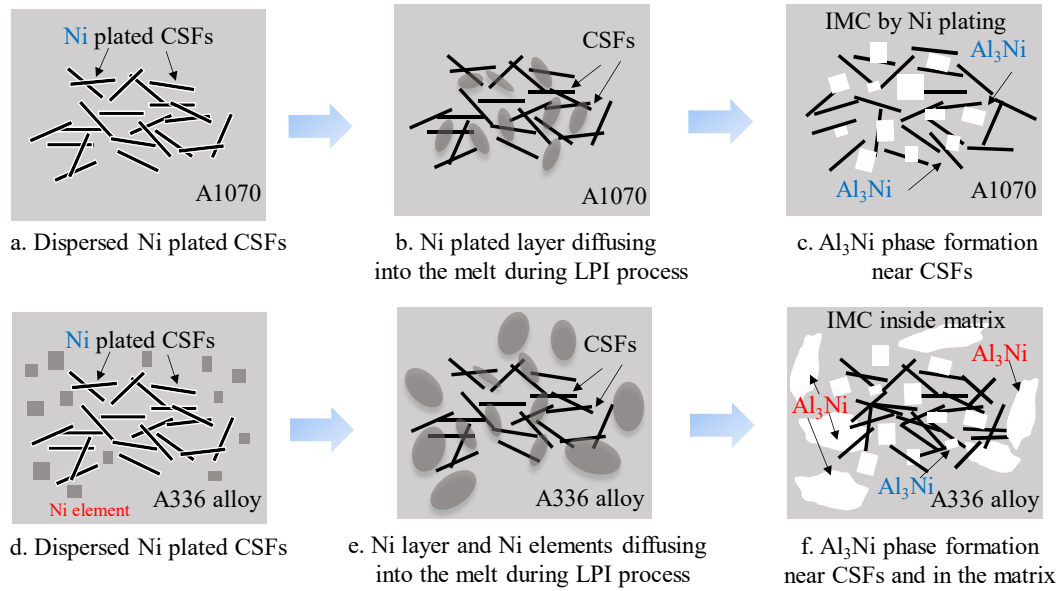 Ni plated CSFs
A1070
a. Dispersed Ni plated CSFs
CSFs
b. Ni plated layer diffusing
into the melt during LPI process
IMC by Ni plating
Al₃Ni
Al₃Ni
A1070
c. Al₃Ni phase formation
near CSFs
Ni plated CSFs
A336 alloy
Ni element
d. Dispersed Ni plated CSFs
CSFs
e. Ni layer and Ni elements diffusing
into the melt during LPI process
IMC inside matrix
Al₃Ni
Al₃Ni
Al₃Ni
A336 alloy
f. Al₃Ni phase formation
near CSFs and in the matrix